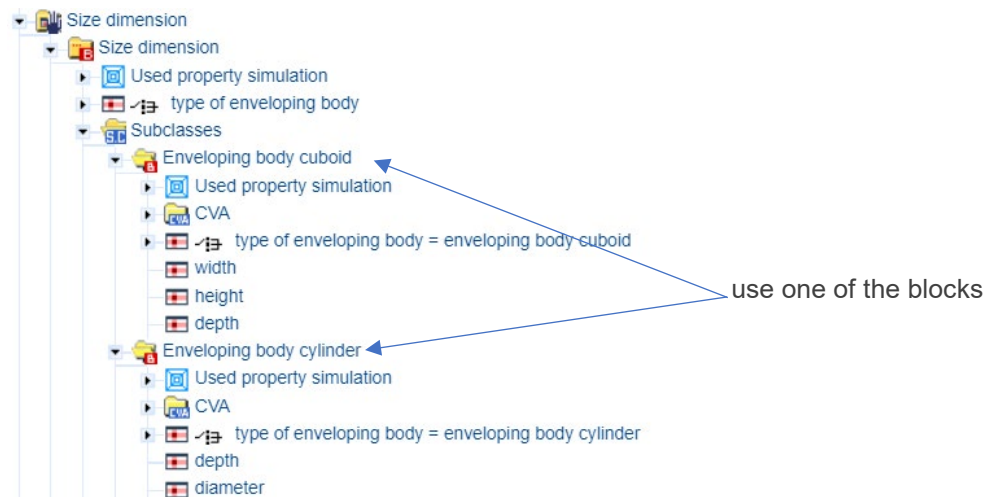 Size dimension
B Size dimension
Used property simulation
type of enveloping body
S.C Subclasses
B Enveloping body cuboid
Used property simulation
CVA CVA
type of enveloping body = enveloping body cuboid
width
use one of the blocks
height
depth
B Enveloping body cylinder
Used property simulation
CVA CVA
type of enveloping body = enveloping body cylinder
depth
diameter